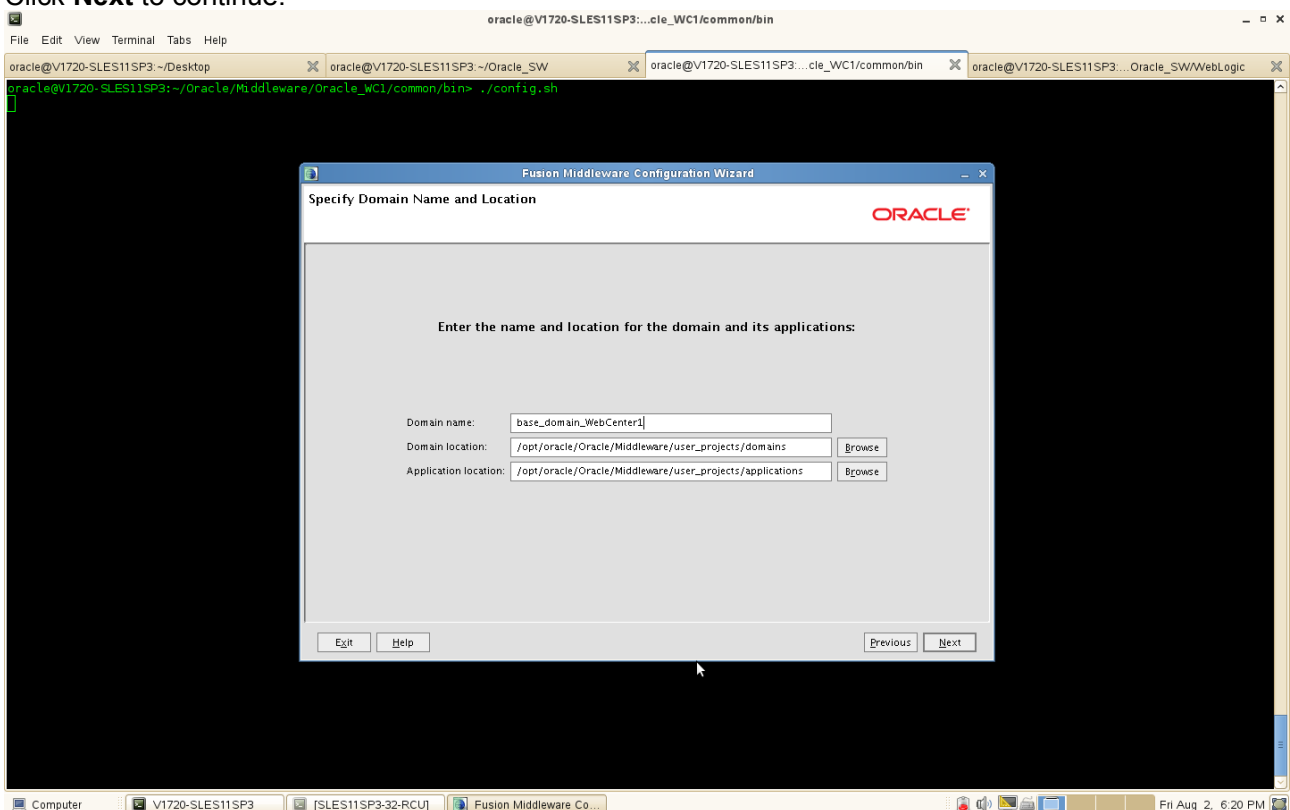 Click Next to continue.
oracle@V1720-SLES11SP3:...cle_WC1/common/bin
File Edit View Terminal Tabs Help
oracle@V1720-SLES11SP3:~/Desktop
oracle@V1720-SLES11SP3:~/Oracle_SW
oracle@V1720-SLES11SP3:...cle_WC1/common/bin
oracle@V1720-SLES11SP3:...Oracle_SW/WebLogic
oracle@V1720-SLES11SP3:~/Oracle/Middleware/Oracle_WC1/common/bin> ./config.sh
Fusion Middleware Configuration Wizard
Specify Domain Name and Location
ORACLE
Enter the name and location for the domain and its applications:
Domain name: base_domain_WebCenter1
Domain location: /opt/oracle/Oracle/Middleware/user_projects/domains Browse
Application location: /opt/oracle/Oracle/Middleware/user_projects/applications Browse
Exit Help Previous Next
Computer V1720-SLES11SP3 [SLES11SP3-32-RCU] Fusion Middleware Co... Fri Aug 2, 6:20 PM